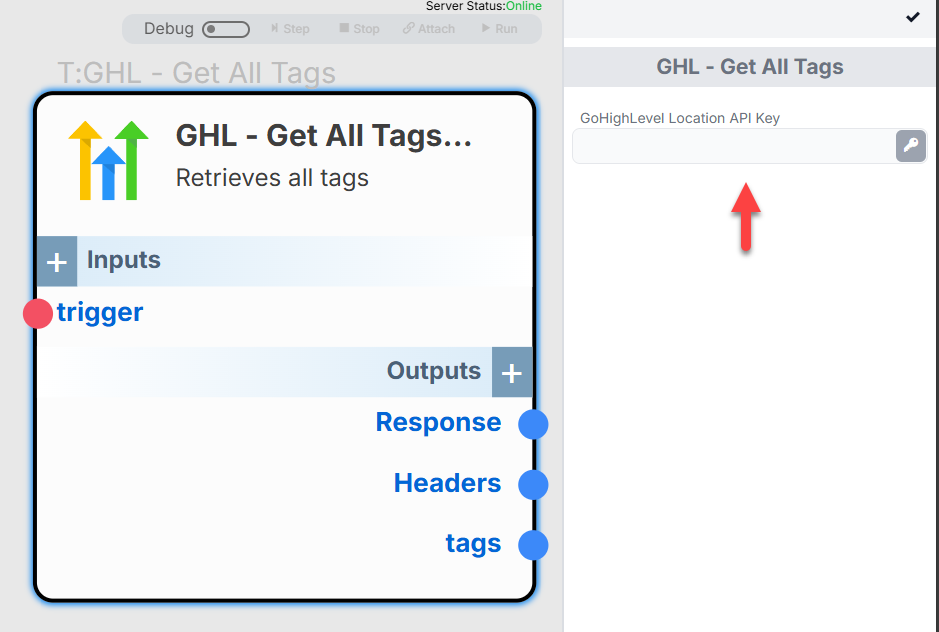 Server Status:Online
Debug Step Stop Attach Run
T:GHL - Get All Tags
GHL - Get All Tags...
Retrieves all tags
Inputs
trigger
Outputs
Response
Headers
tags
GHL - Get All Tags
GoHighLevel Location API Key